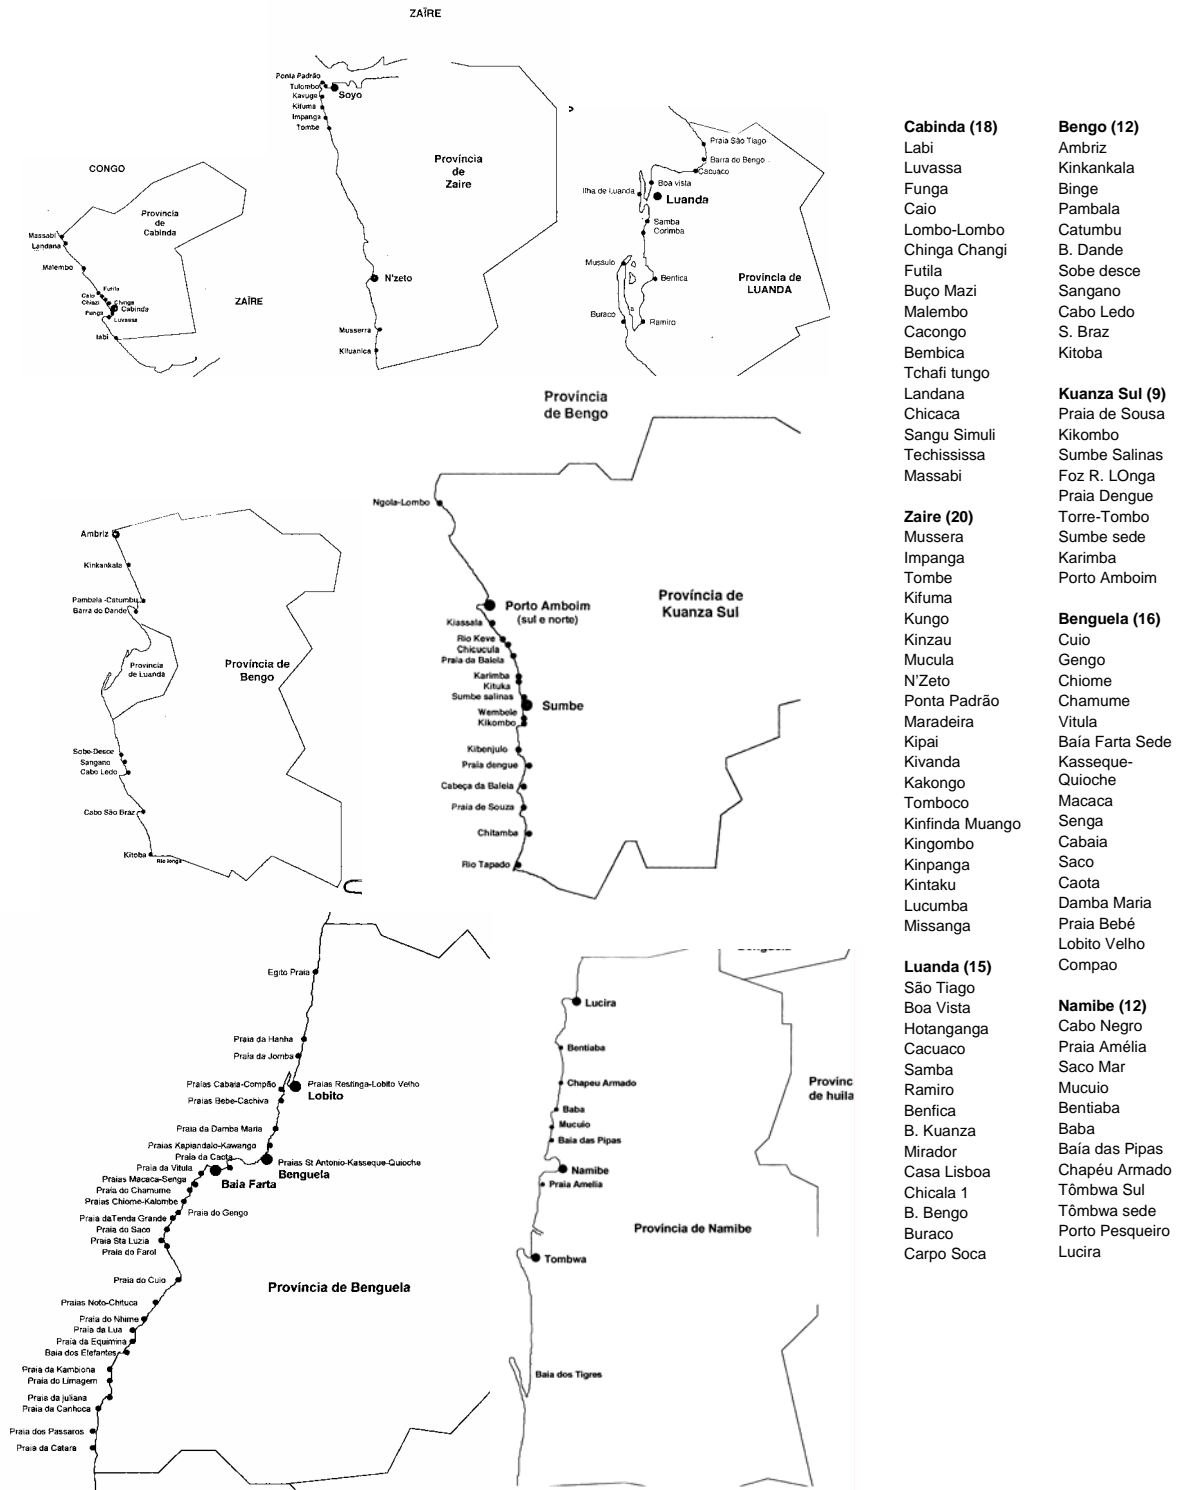 ZAÏRE
Ponta Padrão
Tulombo
Soyo
Kavuge
Kifuma
Impanga
Tombe
Província
de
Zaire
N'zeto
Musserra
Kifuanica
CONGO
Província
de
Cabinda
Massabi
Landana
Malembo
Futila
Caio
Chiazi
Chinga
Cabinda
Funga
Luvassa
Iabi
ZAÏRE
Praia São Tiago
Barra do Bengo
Cacuaco
Boa vista
Ilha de Luanda
Luanda
Samba
Corimba
Mussulo
Benfica
Província de
LUANDA
Buraco
Ramiro
Província
de Bengo
Ngola-Lombo
Porto Amboim
(sul e norte)
Kiassala
Rio Keve
Chicucula
Praia da Baleia
Karimba
Kituka
Sumbe salinas
Sumbe
Wembele
Kikombo
Kibenjulo
Praia dengue
Cabeça da Baleia
Praia de Souza
Chitamba
Rio Tapado
Província de
Kuanza Sul
Ambriz
Kinkankala
Pambala -Catumbu
Barra do Dande
Província
de Luanda
Província de
Bengo
Sobe-Desce
Sangano
Cabo Ledo
Cabo São Braz
Kitoba
Rio longa
Egito Praia
Praia da Hanha
Praia da Jomba
Praias Cabaia-Compão
Praias Restinga-Lobito Velho
Lobito
Praias Bebe-Cachiva
Praia da Damba Maria
Praias Kapiandalo-Kawango
Praia da Caota
Praias St Antonio-Kasseque-Quioche
Benguela
Praia da Vitula
Baia Farta
Praias Macaca-Senga
Praia do Chamume
Praias Chiome-Kalombe
Praia do Gengo
Praia daTenda Grande
Praia do Saco
Praia Sta Luzia
Praia do Farol
Praia do Cuio
Província de Benguela
Praias Noto-Chituca
Praia do Nhime
Praia da Lua
Praia da Equimina
Baia dos Elefantes
Praia da Kambiona
Praia do Limagem
Praia da juliana
Praia da Canhoca
Praia dos Passaros
Praia da Catara
Benguela
Lucira
Bentiaba
Chapeu Armado
Baba
Mucuio
Baia das Pipas
Namibe
Praia Amelia
Provínc
de huila
Província de Namibe
Tombwa
Baia dos Tigres
Cabinda (18)
Labi
Luvassa
Funga
Caio
Lombo-Lombo
Chinga Changi
Futila
Buço Mazi
Malembo
Cacongo
Bembica
Tchafi tungo
Landana
Chicaca
Sangu Simuli
Techississa
Massabi
Zaire (20)
Mussera
Impanga
Tombe
Kifuma
Kungo
Kinzau
Mucula
N'Zeto
Ponta Padrão
Maradeira
Kipai
Kivanda
Kakongo
Tomboco
Kinfinda Muango
Kingombo
Kinpanga
Kintaku
Lucumba
Missanga
Luanda (15)
São Tiago
Boa Vista
Hotanganga
Cacuaco
Samba
Ramiro
Benfica
B. Kuanza
Mirador
Casa Lisboa
Chicala 1
B. Bengo
Buraco
Carpo Soca
Bengo (12)
Ambriz
Kinkankala
Binge
Pambala
Catumbu
B. Dande
Sobe desce
Sangano
Cabo Ledo
S. Braz
Kitoba
Kuanza Sul (9)
Praia de Sousa
Kikombo
Sumbe Salinas
Foz R. LOnga
Praia Dengue
Torre-Tombo
Sumbe sede
Karimba
Porto Amboim
Benguela (16)
Cuio
Gengo
Chiome
Chamume
Vitula
Baía Farta Sede
Kasseque-
Quioche
Macaca
Senga
Cabaia
Saco
Caota
Damba Maria
Praia Bebé
Lobito Velho
Compao
Namibe (12)
Cabo Negro
Praia Amélia
Saco Mar
Mucuio
Bentiaba
Baba
Baía das Pipas
Chapéu Armado
Tômbwa Sul
Tômbwa sede
Porto Pesqueiro
Lucira